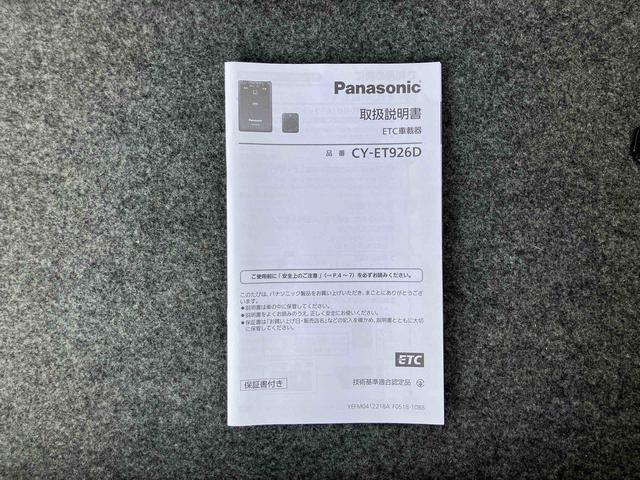 Panasonic
取扱説明書
ETC車載器
品 番 CY-ET926D
Panasonic
ご使用前に「安全上のご注意」(→P.4～7)を必ずお読みください。
このたびは、パナソニック製品をお買い上げいただき、まことにありがとうござ
います。
●説明書は車の中に保管してください。
●説明書をよくお読みのうえ、正しく安全にお使いください。
●保証書は「お買い上げ日・販売店名」などの記入を確かめ、説明書とともに大切
に保管してください。
ETC
保証書付き
技術基準適合認定品
YEFM0412218A F0518-1088